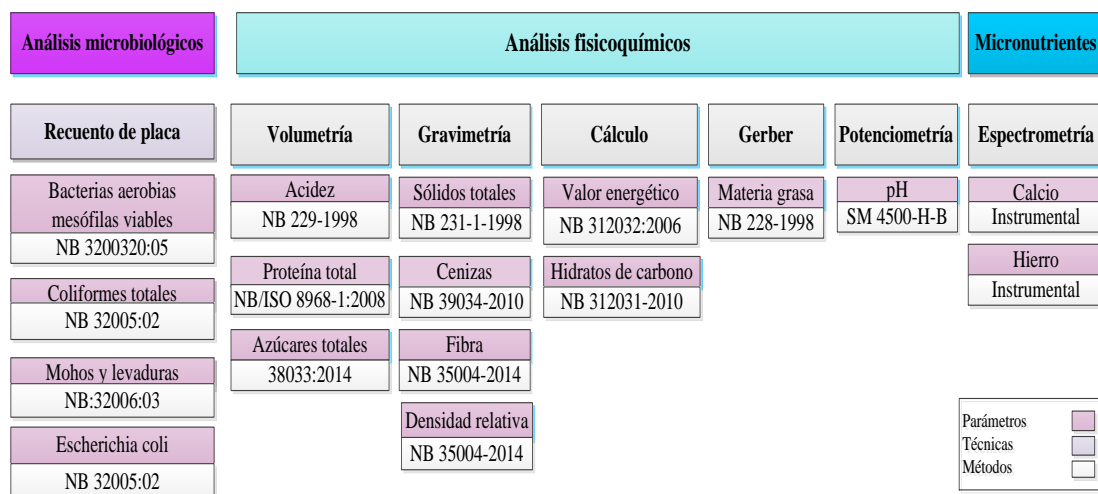 Análisis microbiológicos
Análisis fisicoquímicos
Micronutrientes
Recuento de placa
Volumetría
Gravimetría
Cálculo
Gerber
Potenciometría
Espectrometría
Bacterias aerobias
mesófilas viables
NB 3200320:05
Coliformes totales
NB 32005:02
Mohos y levaduras
NB:32006:03
Escherichia coli
NB 32005:02
Acidez
NB 229-1998
Proteína total
NB/ISO 8968-1:2008
Azúcares totales
38033:2014
Sólidos totales
NB 231-1-1998
Cenizas
NB 39034-2010
Fibra
NB 35004-2014
Densidad relativa
NB 35004-2014
Valor energético
NB 312032:2006
Hidratos de carbono
NB 312031-2010
Materia grasa
NB 228-1998
pH
SM 4500-H-B
Calcio
Instrumental
Hierro
Instrumental
Parámetros
Técnicas
Métodos